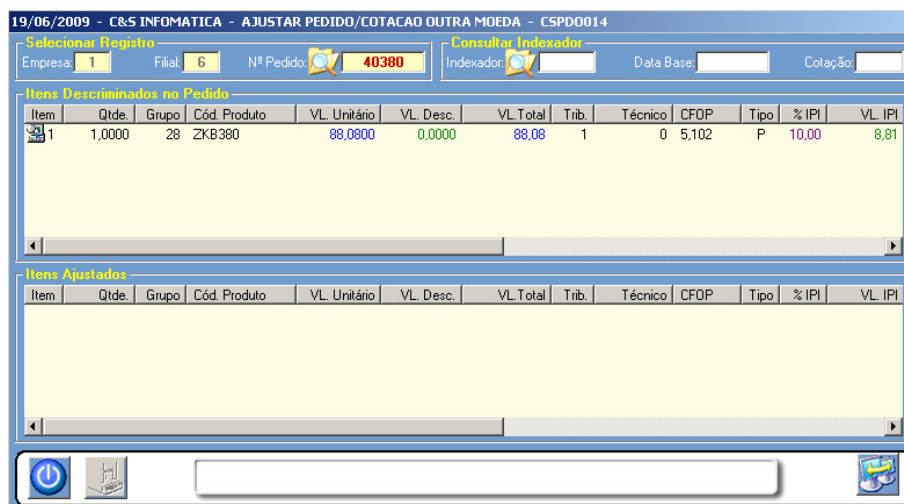 19/06/2009 - C&S INFOMATICA - AJUSTAR PEDIDO/COTACAO OUTRA MOEDA - CSPDO014
Selecionar Registro Consultar Indexador
Empresa: 1 Filial: 6 Nº Pedido: 40380 Indexador: Data Base: Cotação:
Itens Descriminados no Pedido
Item Qtde. Grupo Cód. Produto VL. Unitário VL. Desc. VL.Total Trib. Técnico CFOP Tipo % IPI VL. IPI
1 1,0000 28 ZKB380 88,0800 0,0000 88,08 1 0 5,102 P 10,00 8,81
Itens Ajustados
Item Qtde. Grupo Cód. Produto VL. Unitário VL. Desc. VL.Total Trib. Técnico CFOP Tipo % IPI VL. IPI